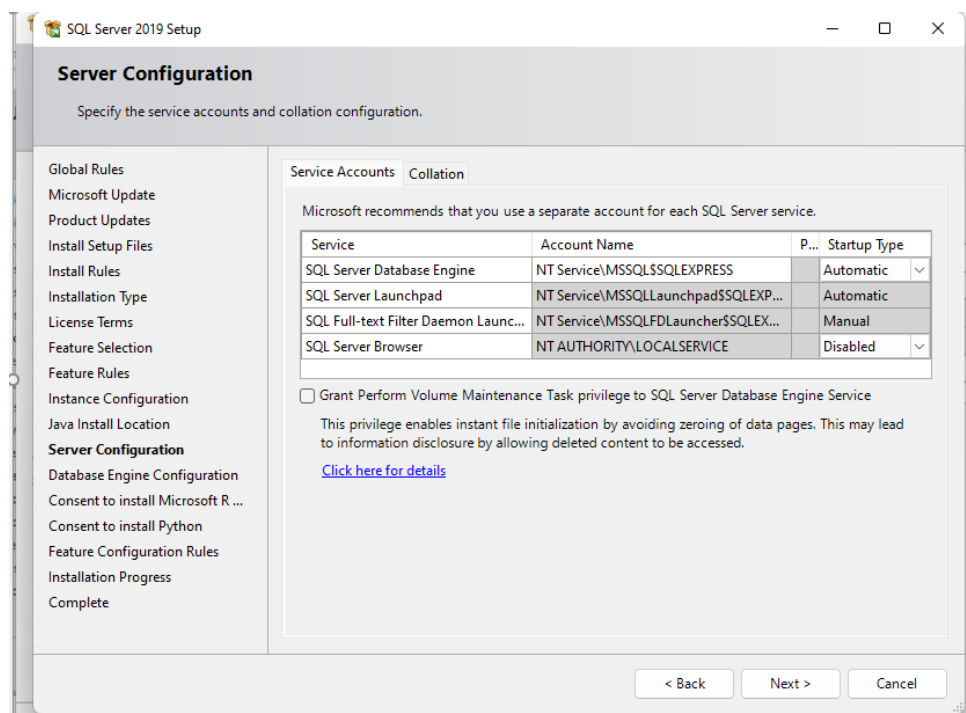 SQL Server 2019 Setup
Server Configuration
Specify the service accounts and collation configuration.
Global Rules
Microsoft Update
Product Updates
Install Setup Files
Install Rules
Installation Type
License Terms
Feature Selection
Feature Rules
Instance Configuration
Java Install Location
Server Configuration
Database Engine Configuration
Consent to install Microsoft R ...
Consent to install Python
Feature Configuration Rules
Installation Progress
Complete
Service Accounts Collation
Microsoft recommends that you use a separate account for each SQL Server service.
Service Account Name P... Startup Type
SQL Server Database Engine NT Service\MSSQL$SQLEXPRESS Automatic
SQL Server Launchpad NT Service\MSSQLLaunchpad$SQLEXP... Automatic
SQL Full-text Filter Daemon Launc... NT Service\MSSQLFDLauncher$SQLEX... Manual
SQL Server Browser NT AUTHORITY\LOCALSERVICE Disabled
Grant Perform Volume Maintenance Task privilege to SQL Server Database Engine Service
This privilege enables instant file initialization by avoiding zeroing of data pages. This may lead
to information disclosure by allowing deleted content to be accessed.
Click here for details
< Back Next > Cancel